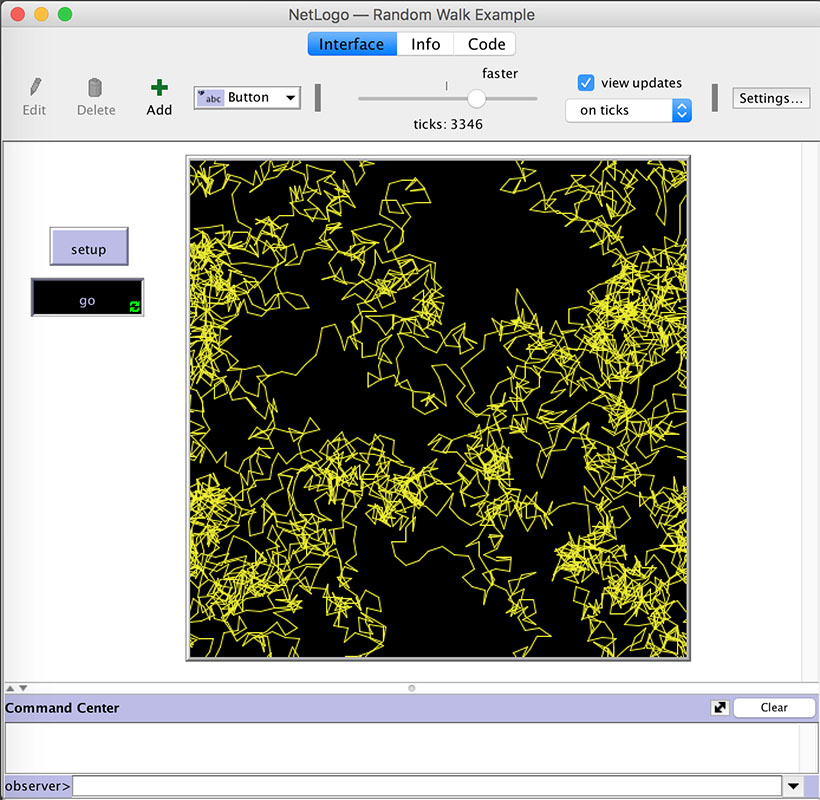 NetLogo — Random Walk Example
Interface Info Code
faster
view updates
Edit Delete Add
abc Button
on ticks
Settings...
ticks: 3346
setup
go
Command Center
Clear
observer>